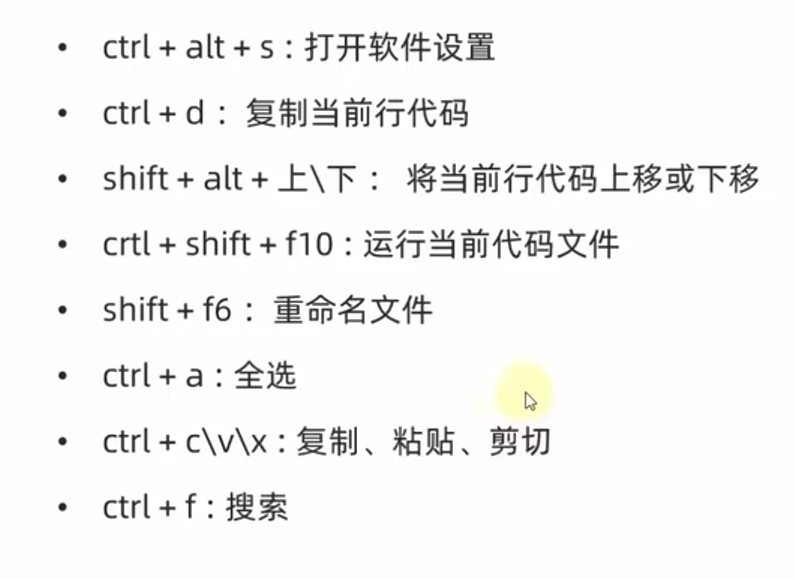 • ctrl + alt + s : 打开软件设置
• ctrl + d : 复制当前行代码
• shift + alt + 上\下 : 将当前行代码上移或下移
• crtl + shift + f10 : 运行当前代码文件
• shift + f6 : 重命名文件
• ctrl + a : 全选
• ctrl + c\v\x : 复制、粘贴、剪切
• ctrl + f : 搜索